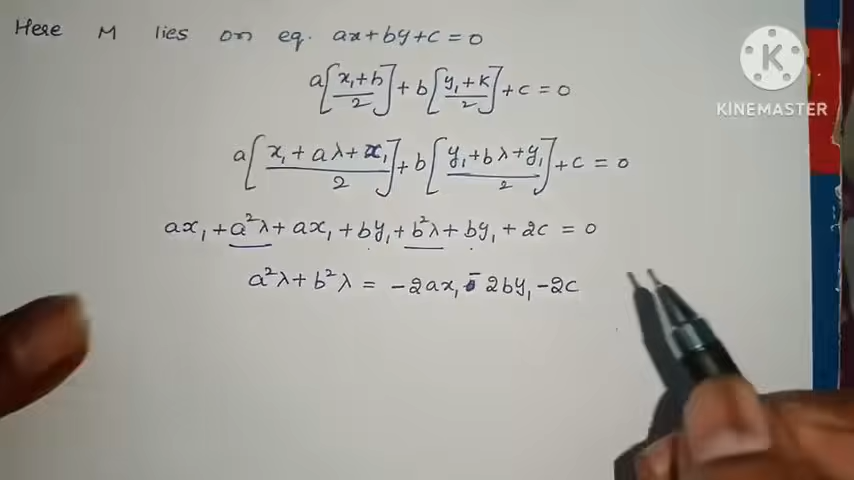 Here M lies on eq. ax+by+c=0
a[x₁+h/2]+b[y₁+k/2]+c=0
a[x₁+aλ+x₁/2]+b[y₁+bλ+y₁/2]+c=0
ax₁+a²λ+ax₁+by₁+b²λ+by₁+2c=0
a²λ+b²λ=-2ax₁-2by₁-2c
K
KINEMASTER